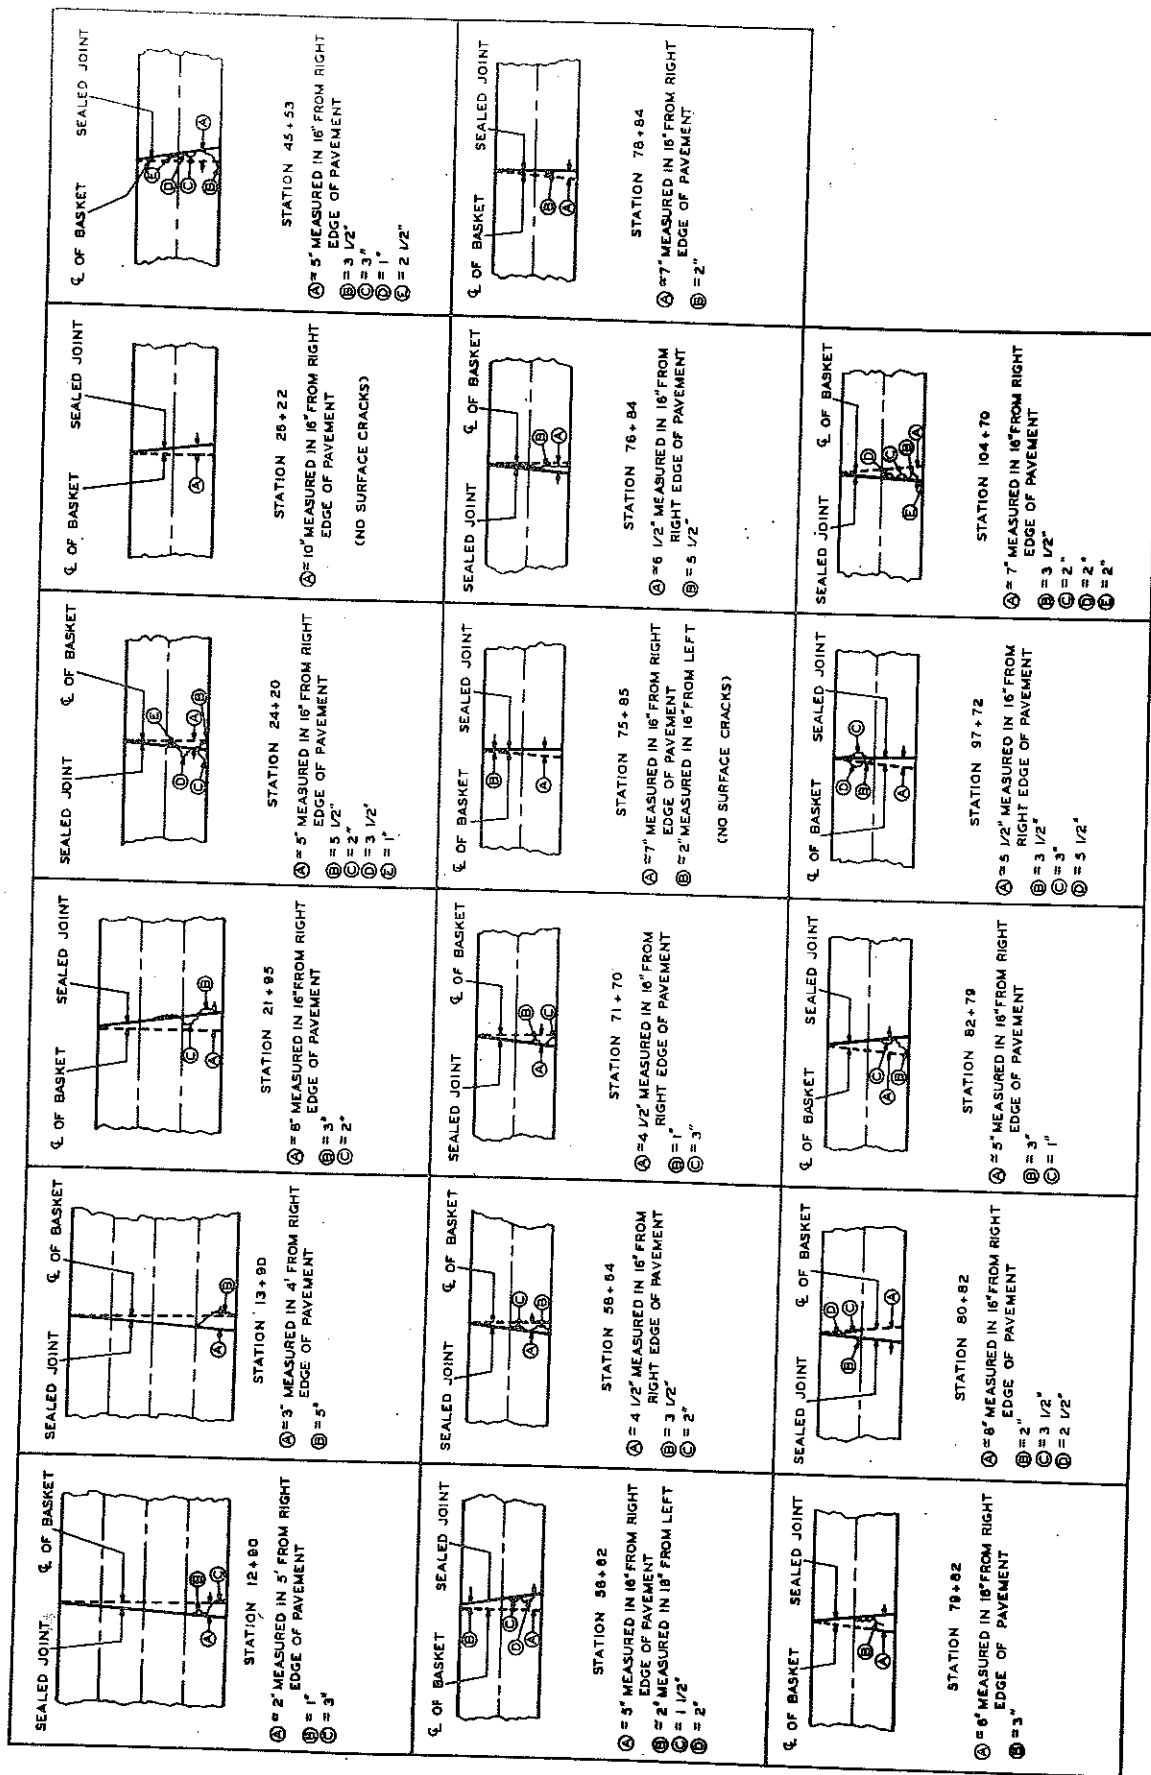 SEALED JOINT
℄ OF BASKET
STATION 12+90
Ⓐ = 2" MEASURED IN 5' FROM RIGHT
EDGE OF PAVEMENT
Ⓑ = 1"
Ⓒ = 3"
SEALED JOINT
℄ OF BASKET
STATION 13+90
Ⓐ = 3" MEASURED IN 4' FROM RIGHT
EDGE OF PAVEMENT
Ⓑ = 5"
℄ OF BASKET
SEALED JOINT
STATION 21+95
Ⓐ = 8" MEASURED IN 16" FROM RIGHT
EDGE OF PAVEMENT
Ⓑ = 3"
Ⓒ = 2"
SEALED JOINT
℄ OF BASKET
STATION 24+20
Ⓐ = 5" MEASURED IN 16" FROM RIGHT
EDGE OF PAVEMENT
Ⓑ = 5 1/2"
Ⓒ = 2"
Ⓓ = 3 1/2"
Ⓔ = 1"
℄ OF BASKET
SEALED JOINT
STATION 25+22
Ⓐ = 10" MEASURED IN 16" FROM RIGHT
EDGE OF PAVEMENT
(NO SURFACE CRACKS)
℄ OF BASKET
SEALED JOINT
STATION 45+53
Ⓐ = 5" MEASURED IN 16" FROM RIGHT
EDGE OF PAVEMENT
Ⓑ = 3 1/2"
Ⓒ = 3"
Ⓓ = 1"
Ⓔ = 2 1/2"
℄ OF BASKET
SEALED JOINT
STATION 56+62
Ⓐ = 5" MEASURED IN 16" FROM RIGHT
EDGE OF PAVEMENT
Ⓑ = 2" MEASURED IN 16" FROM LEFT
Ⓒ = 1 1/2"
Ⓓ = 2"
SEALED JOINT
℄ OF BASKET
STATION 58+64
Ⓐ = 4 1/2" MEASURED IN 16" FROM
RIGHT EDGE OF PAVEMENT
Ⓑ = 3 1/2"
Ⓒ = 2"
SEALED JOINT
℄ OF BASKET
STATION 71+70
Ⓐ = 4 1/2" MEASURED IN 16" FROM
RIGHT EDGE OF PAVEMENT
Ⓑ = 1"
Ⓒ = 3"
℄ OF BASKET
SEALED JOINT
STATION 75+85
Ⓐ = 7" MEASURED IN 16" FROM RIGHT
EDGE OF PAVEMENT
Ⓑ = 2" MEASURED IN 16" FROM LEFT
(NO SURFACE CRACKS)
SEALED JOINT
℄ OF BASKET
STATION 76+84
Ⓐ = 6 1/2" MEASURED IN 16" FROM
RIGHT EDGE OF PAVEMENT
Ⓑ = 5 1/2"
℄ OF BASKET
SEALED JOINT
STATION 78+84
Ⓐ = 7" MEASURED IN 16" FROM RIGHT
EDGE OF PAVEMENT
Ⓑ = 2"
℄ OF BASKET
SEALED JOINT
STATION 79+82
Ⓐ = 6" MEASURED IN 16" FROM RIGHT
EDGE OF PAVEMENT
Ⓑ = 3"
SEALED JOINT
℄ OF BASKET
STATION 80+82
Ⓐ = 8" MEASURED IN 16" FROM RIGHT
EDGE OF PAVEMENT
Ⓑ = 2"
Ⓒ = 3 1/2"
Ⓓ = 2 1/2"
℄ OF BASKET
SEALED JOINT
STATION 82+79
Ⓐ = 5" MEASURED IN 16" FROM RIGHT
EDGE OF PAVEMENT
Ⓑ = 3"
Ⓒ = 1"
℄ OF BASKET
SEALED JOINT
STATION 97+72
Ⓐ = 5 1/2" MEASURED IN 16" FROM
RIGHT EDGE OF PAVEMENT
Ⓑ = 3 1/2"
Ⓒ = 3"
Ⓓ = 5 1/2"
SEALED JOINT
℄ OF BASKET
STATION 104+70
Ⓐ = 7" MEASURED IN 16" FROM RIGHT
EDGE OF PAVEMENT
Ⓑ = 3 1/2"
Ⓒ = 2"
Ⓓ = 2"
Ⓔ = 2"